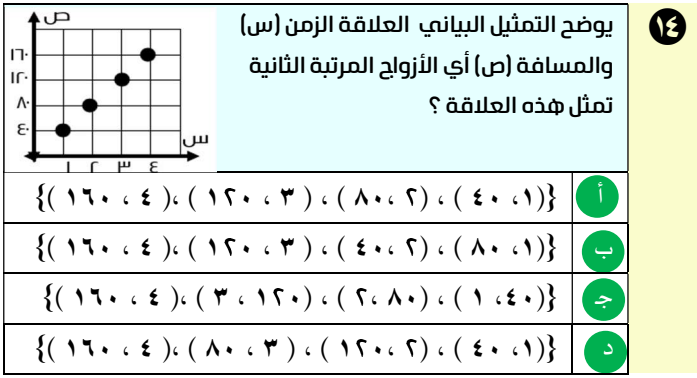 ١٤
يوضح التمثيل البياني العلاقة الزمن (س)
والمسافة (ص) أي الأزواج المرتبة الثانية
تمثل هذه العلاقة ؟
ص
١٦٠
١٢٠
٨٠
٤٠
س
١ ٢ ٣ ٤
أ {(١، ٤٠) ، (٢ ،٨٠) ، (٣ ، ١٢٠) ،(٤ ، ١٦٠)}
ب {(١، ٨٠) ، (٢ ،٤٠) ، (٣ ، ١٢٠) ،(٤ ، ١٦٠)}
جـ {(٤٠، ١) ، (٨٠ ،٢) ، (١٢٠ ، ٣) ،(٤ ، ١٦٠)}
د {(١، ٤٠) ، (٢ ،١٢٠) ، (٣ ، ٨٠) ،(٤ ، ١٦٠)}